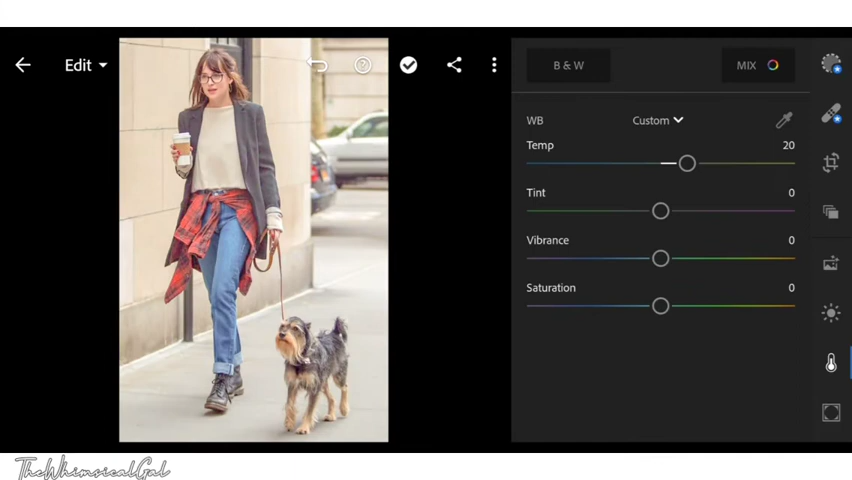 Edit
B & W
MIX
WB
Custom
Temp
20
Tint
0
Vibrance
0
Saturation
0
TheWhimsicalGal